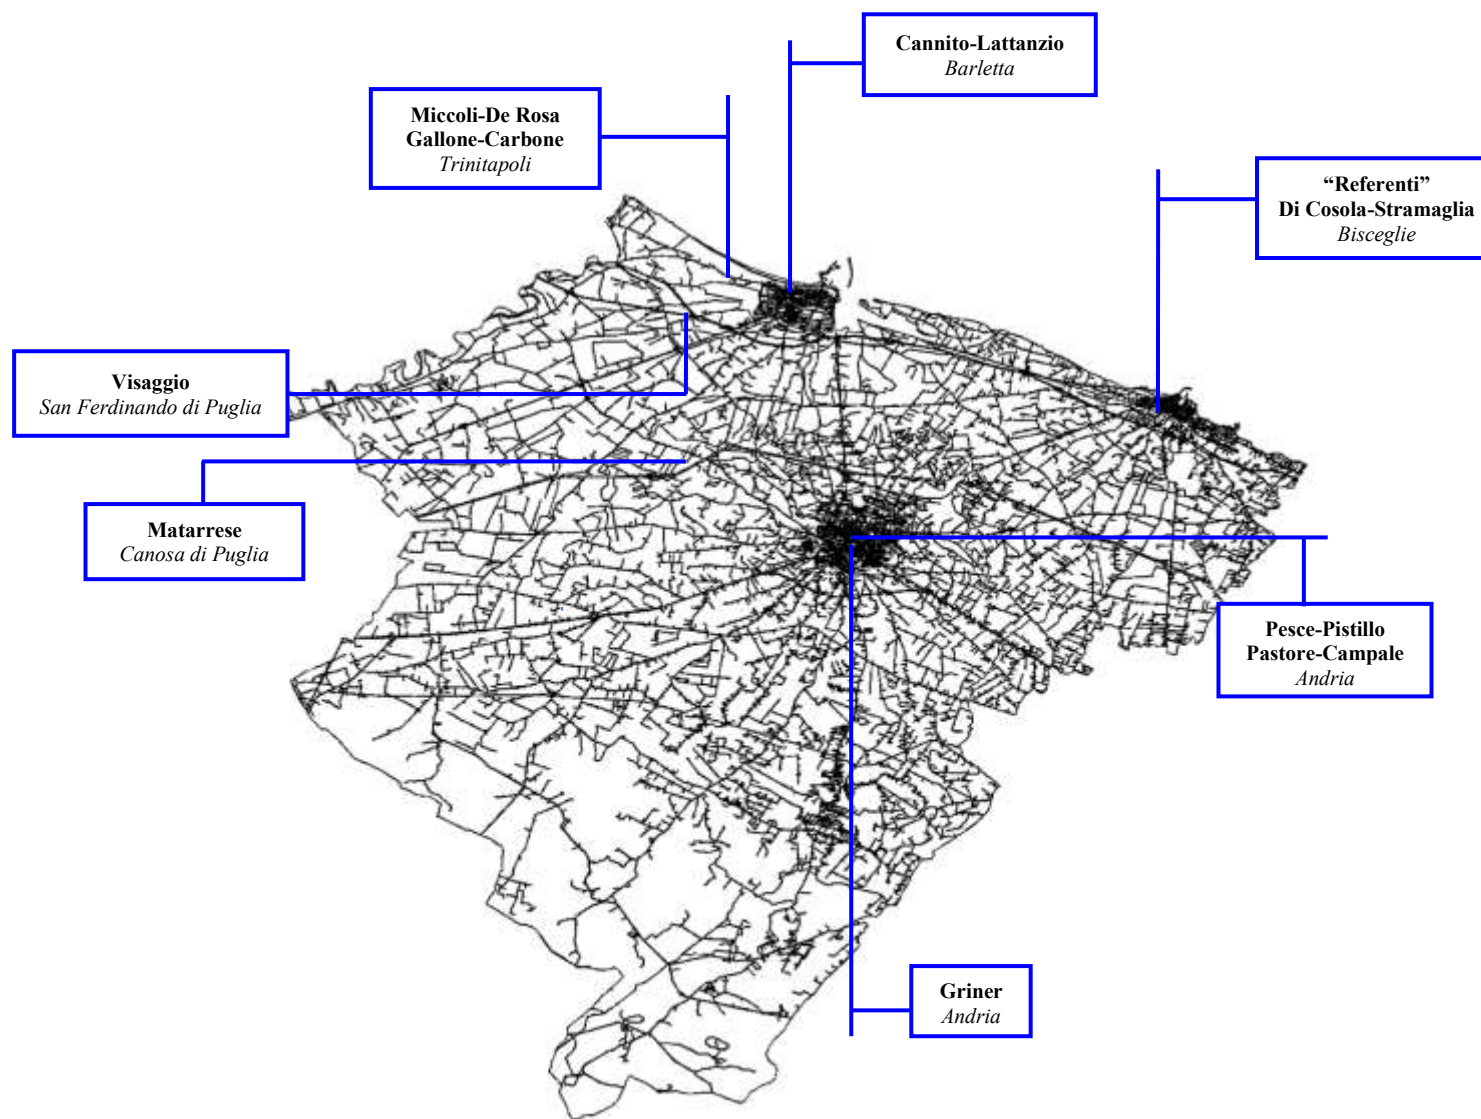 Cannito-Lattanzio
Barletta
Miccoli-De Rosa
Gallone-Carbone
Trinitapoli
“Referenti”
Di Cosola-Stramaglia
Bisceglie
Visaggio
San Ferdinando di Puglia
Matarrese
Canosa di Puglia
Pesce-Pistillo
Pastore-Campale
Andria
Griner
Andria